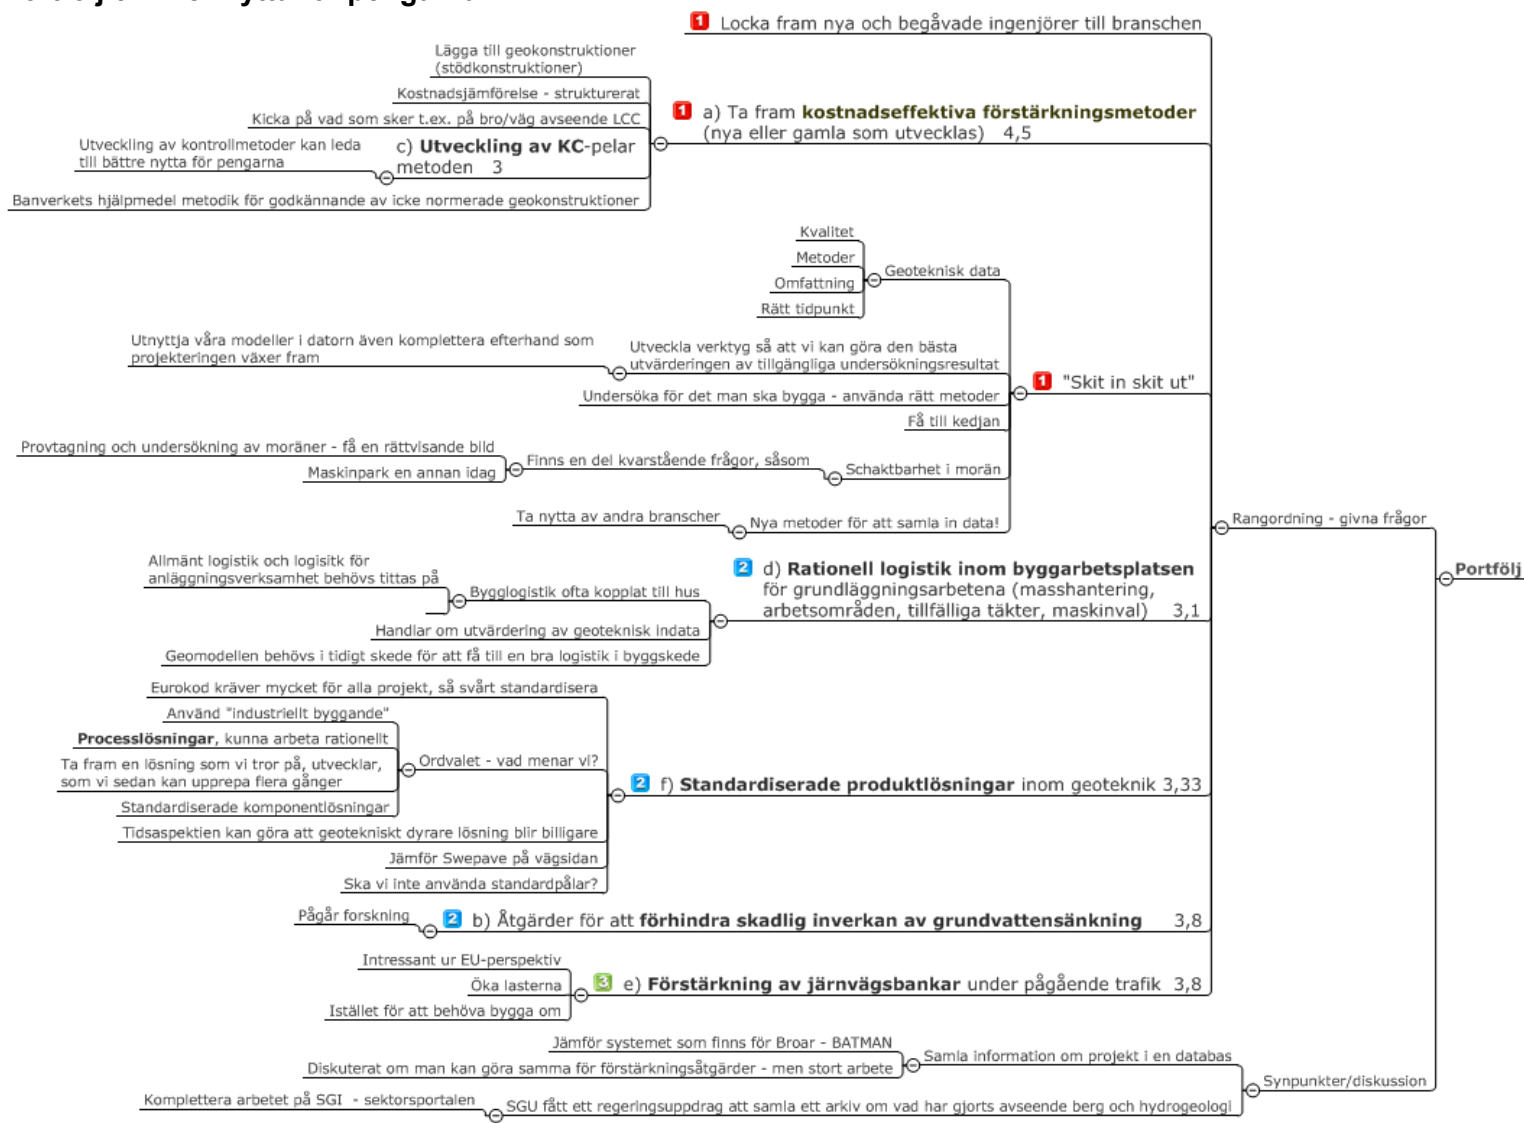 Locka fram nya och begåvade ingenjörer till branschen
Lägga till geokonstruktioner
(stödkonstruktioner)
Kostnadsjämförelse - strukturerat
Kicka på vad som sker t.ex. på bro/väg avseende LCC
Utveckling av kontrollmetoder kan leda
till bättre nytta för pengarna
c) Utveckling av KC-pelar
metoden 3
Banverkets hjälpmedel metodik för godkännande av icke normerade geokonstruktioner
1
1 a) Ta fram kostnadseffektiva förstärkningsmetoder
(nya eller gamla som utvecklas) 4,5
Kvalitet
Metoder
Omfattning
Rätt tidpunkt
Geoteknisk data
Utnyttja våra modeller i datorn även komplettera efterhand som
projekteringen växer fram
Utveckla verktyg så att vi kan göra den bästa
utvärderingen av tillgängliga undersökningsresultat
Undersöka för det man ska bygga - använda rätt metoder
Få till kedjan
Provtagning och undersökning av moräner - få en rättvisande bild
Maskinpark en annan idag
Finns en del kvarstående frågor, såsom
Schaktbarhet i morän
Ta nytta av andra branscher
Nya metoder för att samla in data!
1 "Skit in skit ut"
Allmänt logistik och logisitk för
anläggningsverksamhet behövs tittas på
Bygglogistik ofta kopplat till hus
Handlar om utvärdering av geoteknisk indata
Geomodellen behövs i tidigt skede för att få till en bra logistik i byggskede
2 d) Rationell logistik inom byggarbetsplatsen
för grundläggningsarbetena (masshantering,
arbetsområden, tillfälliga täkter, maskinval) 3,1
Eurokod kräver mycket för alla projekt, så svårt standardisera
Använd "industriellt byggande"
Processlösningar, kunna arbeta rationellt
Ta fram en lösning som vi tror på, utvecklar,
som vi sedan kan upprepa flera gånger
Standardiserade komponentlösningar
Ordvalet - vad menar vi?
Tidsaspektien kan göra att geotekniskt dyrare lösning blir billigare
Jämför Swepave på vägsidan
Ska vi inte använda standardpålar?
2 f) Standardiserade produktlösningar inom geoteknik 3,33
Pågår forskning
2 b) Åtgärder för att förhindra skadlig inverkan av grundvattensänkning 3,8
Intressant ur EU-perspektiv
Öka lasterna
Istället för att behöva bygga om
3 e) Förstärkning av järnvägsbankar under pågående trafik 3,8
Rangordning - givna frågor
Portfölj
Jämför systemet som finns för Broar - BATMAN
Diskuterat om man kan göra samma för förstärkningsåtgärder - men stort arbete
Samla information om projekt i en databas
Komplettera arbetet på SGI - sektorsportalen
SGU fått ett regeringsuppdrag att samla ett arkiv om vad har gjorts avseende berg och hydrogeologi
Synpunkter/diskussion